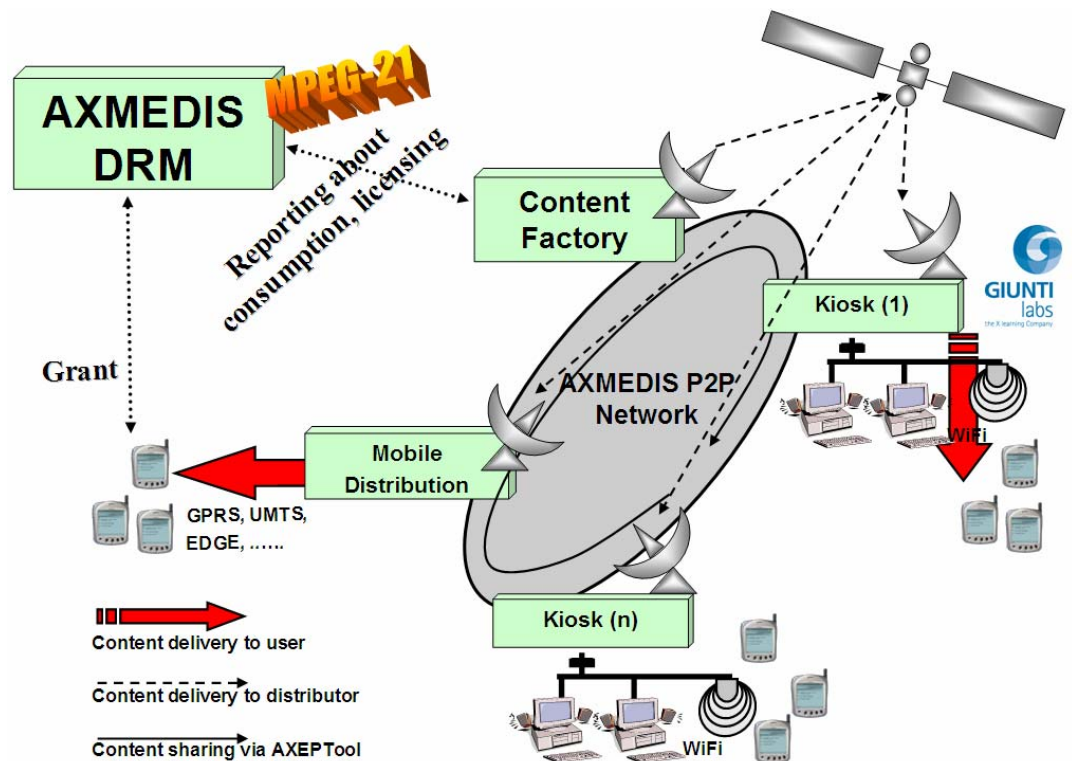 AXMEDIS
DRM
MPEG-21
Reporting about
consumption, licensing
Content
Factory
GIUNTI
labs
the X learning Company
Kiosk (1)
Grant
AXMEDIS P2P
Network
WiFi
Mobile
Distribution
GPRS, UMTS,
EDGE, ......
Kiosk (n)
Content delivery to user
Content delivery to distributor
Content sharing via AXEPTool
WiFi